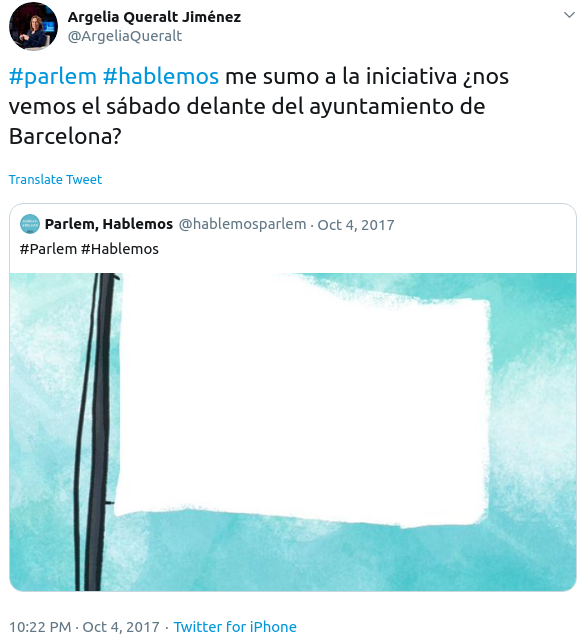 Argelia Queralt Jiménez
@ArgeliaQueralt
#parlem #hablemos me sumo a la iniciativa ¿nos
vemos el sábado delante del ayuntamiento de
Barcelona?
Translate Tweet
Parlem, Hablemos @hablemosparlem · Oct 4, 2017
#Parlem #Hablemos
10:22 PM · Oct 4, 2017 · Twitter for iPhone